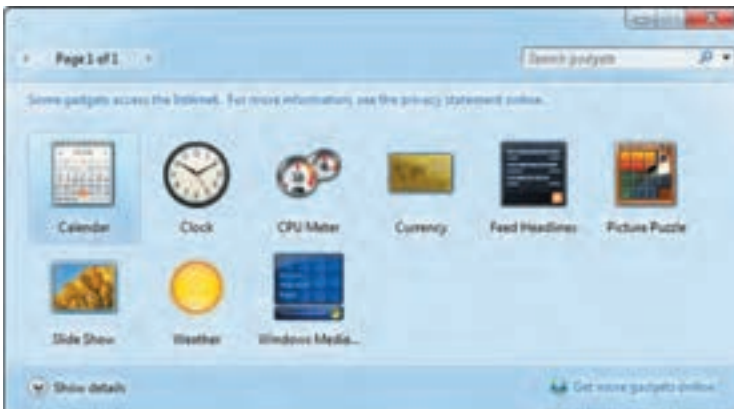 Page 1 of 1
Search gadgets
Some gadgets access the Internet. For more information, see the privacy statement online.
Calendar
Clock
CPU Meter
Currency
Feed Headlines
Picture Puzzle
Slide Show
Weather
Windows Media...
Show details
Get more gadgets online